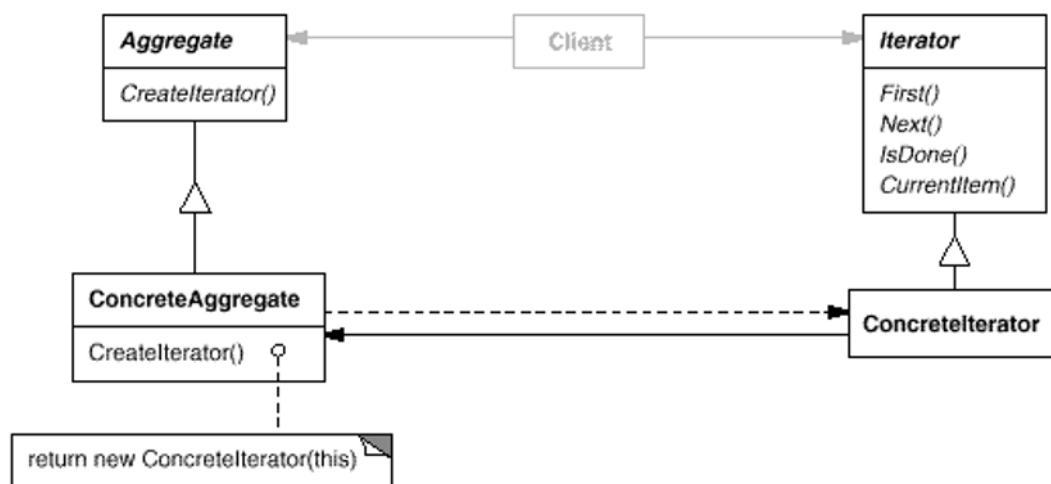 Aggregate
CreateIterator()
Client
Iterator
First()
Next()
IsDone()
CurrentItem()
ConcreteAggregate
CreateIterator()
ConcreteIterator
return new ConcreteIterator(this)